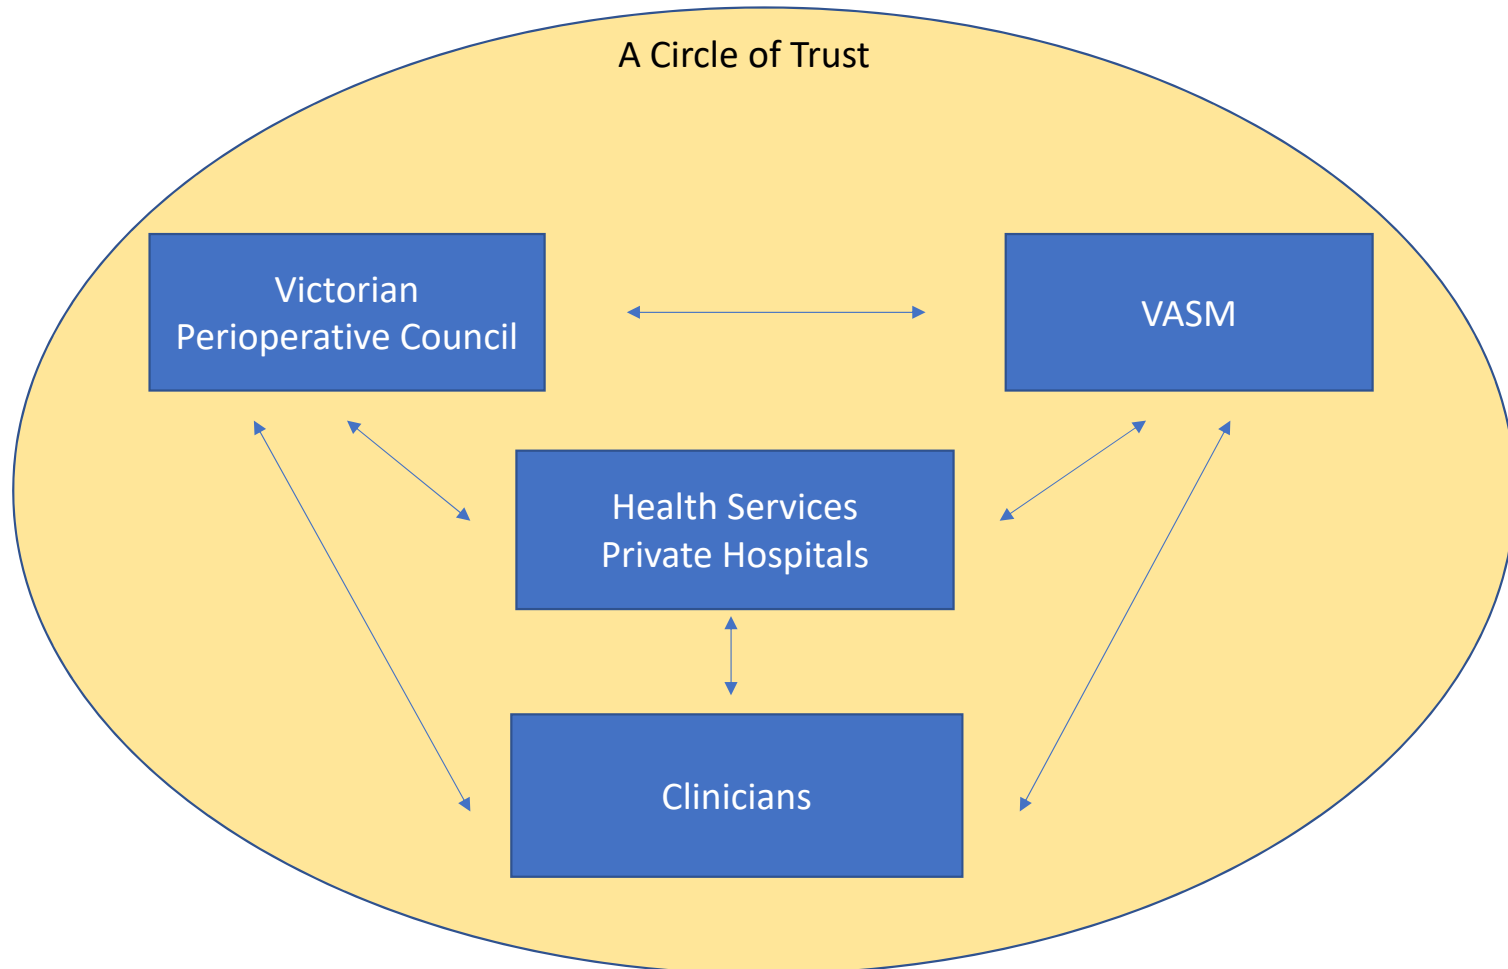 A Circle of Trust
Victorian
Perioperative Council
VASM
Health Services
Private Hospitals
Clinicians